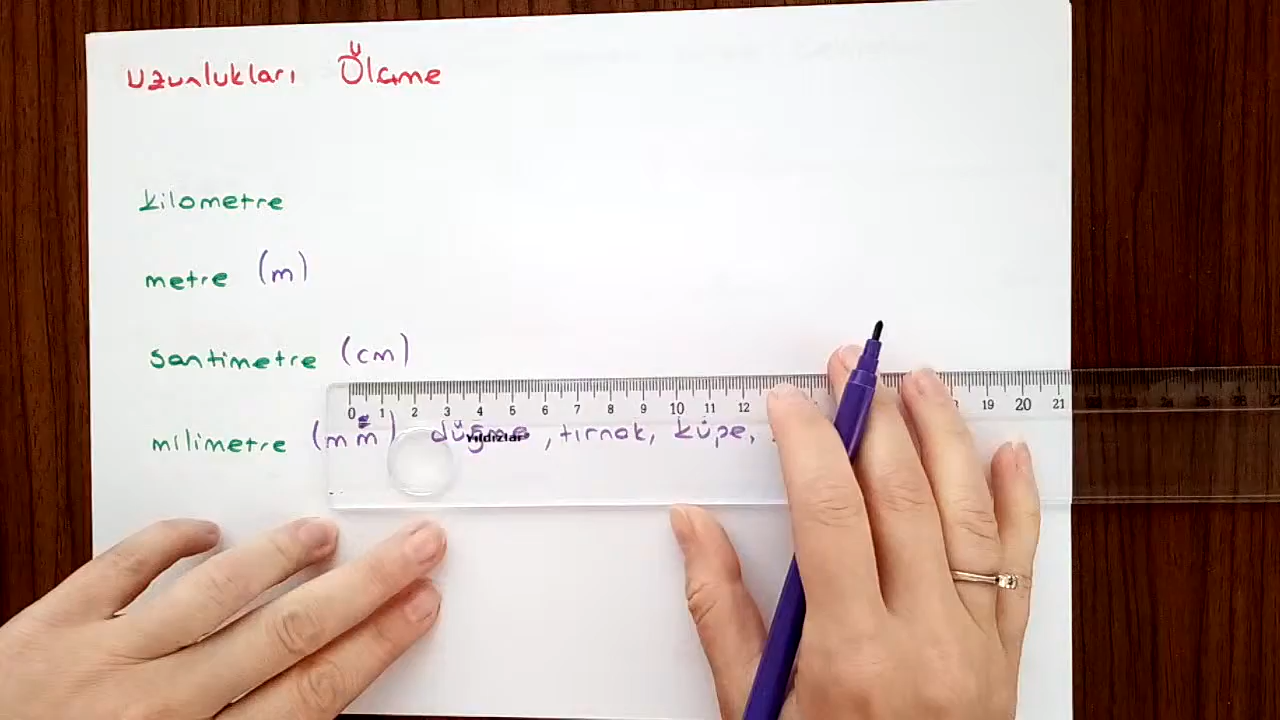 Uzunlukları Ölçme
kilometre
metre (m)
santimetre (cm)
0 1 2 3 4 5 6 7 8 9 10 11 12 19 20 21
milimetre (mm) düğme, tırnak, küpe,
Yıldızlar